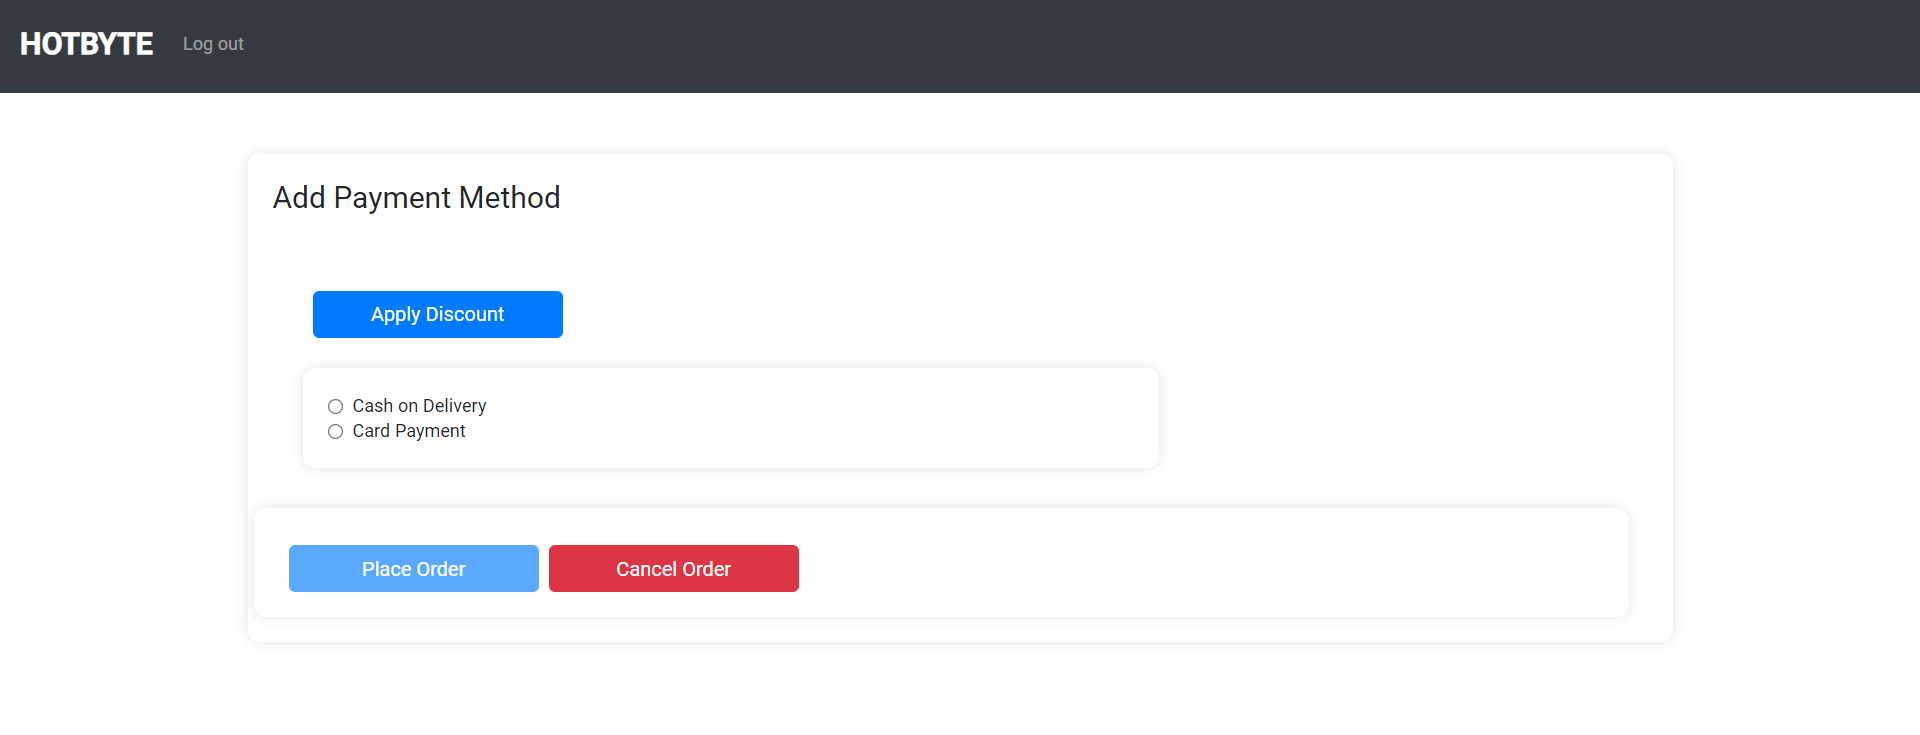 HOTBYTE Log out
Add Payment Method
Apply Discount
Cash on Delivery
Card Payment
Place Order Cancel Order